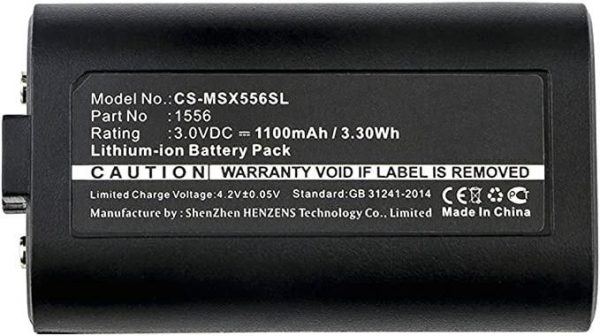 Model No.:CS-MSX556SL
Part No :1556
Rating :3.0VDC ⎓ 1100mAh / 3.30Wh
Lithium-ion Battery Pack
CAUTION WARRANTY VOID IF LABEL IS REMOVED
Limited Charge Voltage:4.2V±0.05V Standard:GB 31241-2014
Manufacture by : ShenZhen HENZENS Technology Co., Limited
CE
Made In China